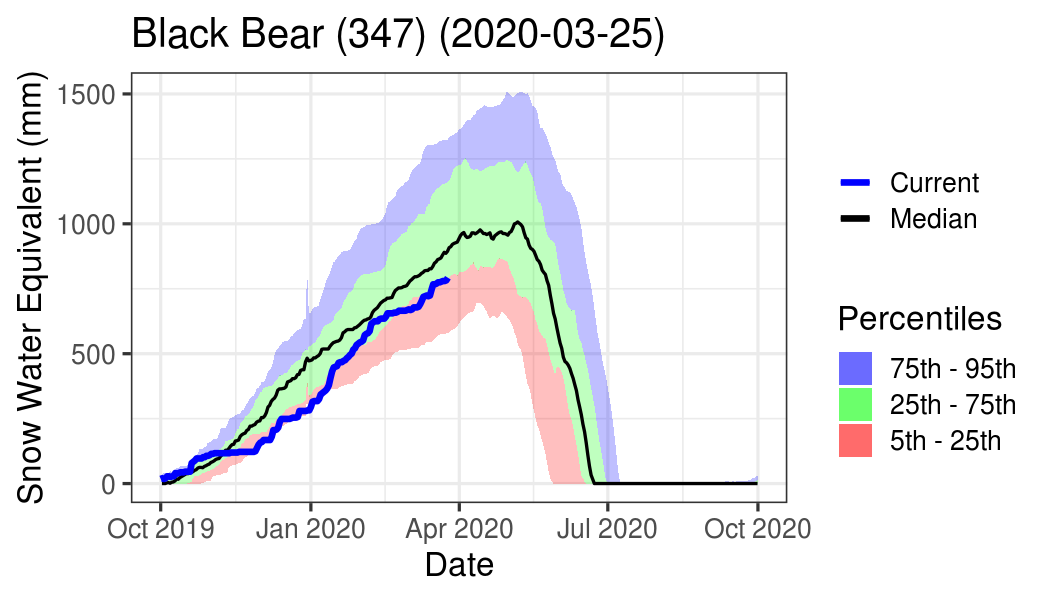 Black Bear (347) (2020-03-25)
Snow Water Equivalent (mm)
1500
1000
500
0
Oct 2019
Jan 2020
Apr 2020
Jul 2020
Oct 2020
Date
Current
Median
Percentiles
75th - 95th
25th - 75th
5th - 25th